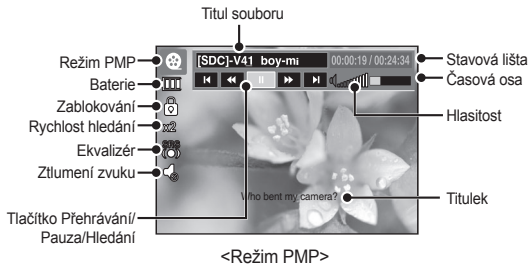 Titul souboru
Režim PMP
[SDC]-V41 boy-mi
00:00:19 / 00:24:34
Stavová lišta
Baterie
Časová osa
Zablokování
Hlasitost
Rychlost hledání
x2
Ekvalizér
SRS
Ztlumení zvuku
Who bent my camera?
Titulek
Tlačítko Přehrávání/
Pauza/Hledání
<Režim PMP>